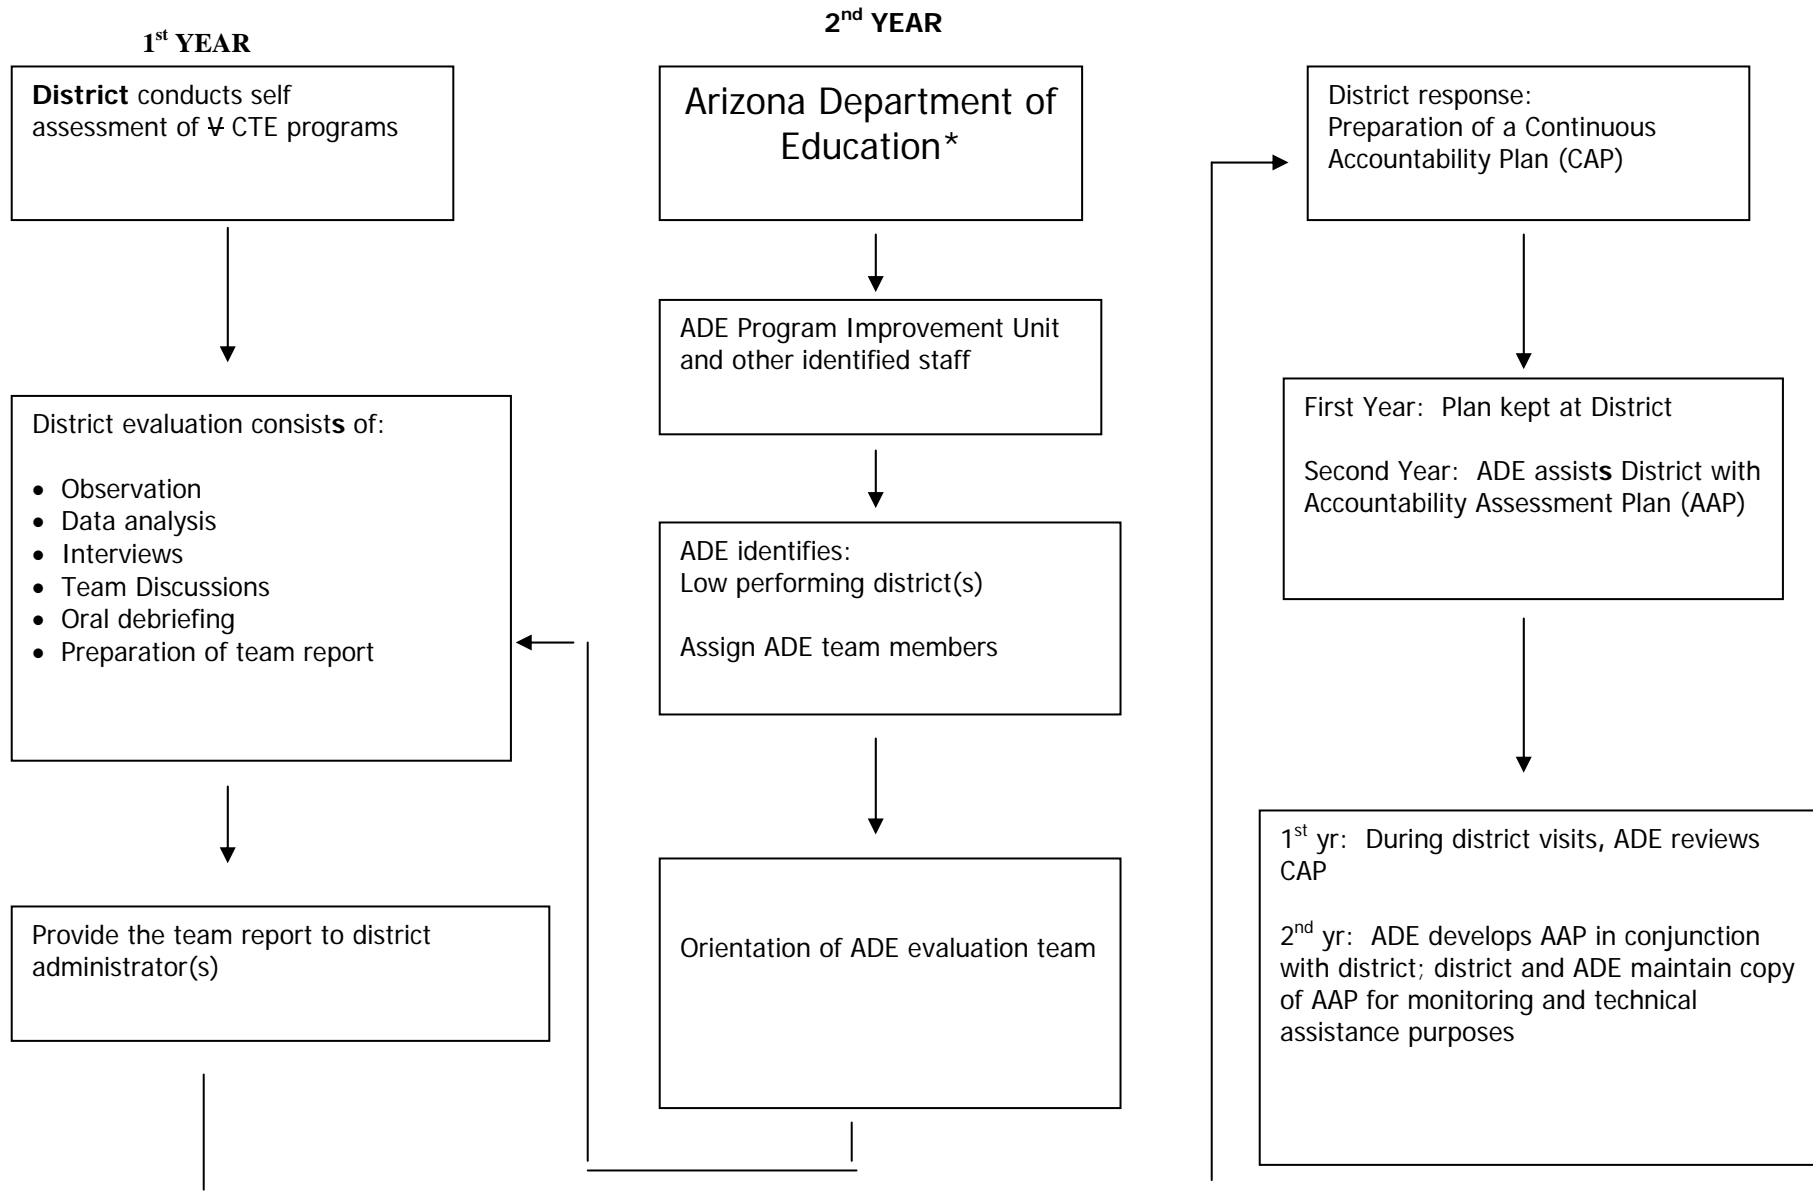 1st YEAR
District conducts self
assessment of V CTE programs
District evaluation consists of:
• Observation
• Data analysis
• Interviews
• Team Discussions
• Oral debriefing
• Preparation of team report
Provide the team report to district
administrator(s)
2nd YEAR
Arizona Department of
Education*
ADE Program Improvement Unit
and other identified staff
ADE identifies:
Low performing district(s)
Assign ADE team members
Orientation of ADE evaluation team
District response:
Preparation of a Continuous
Accountability Plan (CAP)
First Year: Plan kept at District
Second Year: ADE assists District with
Accountability Assessment Plan (AAP)
1st yr: During district visits, ADE reviews
CAP
2nd yr: ADE develops AAP in conjunction
with district; district and ADE maintain copy
of AAP for monitoring and technical
assistance purposes